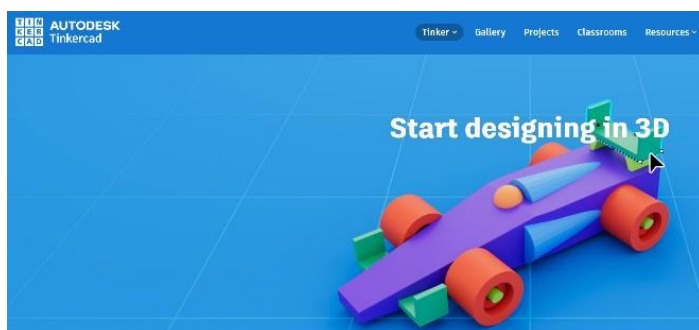 TIN
KER
CAD
AUTODESK
Tinkercad
Tinker
Gallery
Projects
Classrooms
Resources
Start designing in 3D